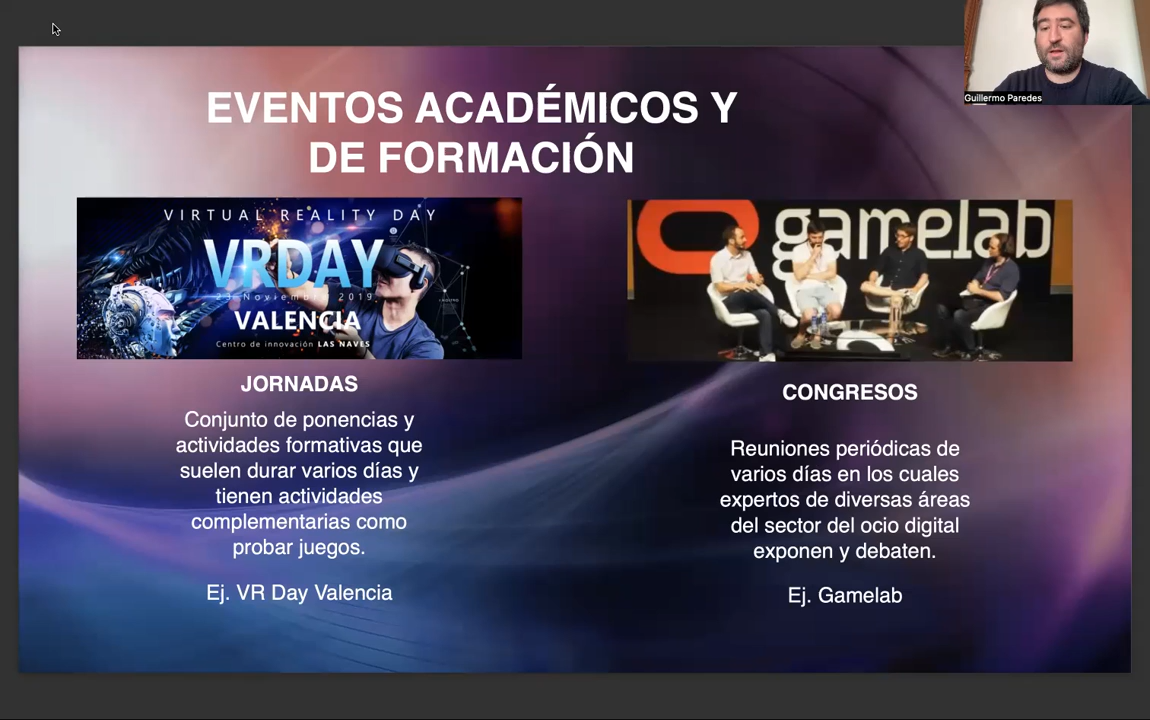 Guillermo Paredes
EVENTOS ACADÉMICOS Y
DE FORMACIÓN
VIRTUAL REALITY DAY
VRDAY
23 Noviembre 2019
VALENCIA
Centro de innovación LAS NAVES
gamelab
JORNADAS
Conjunto de ponencias y
actividades formativas que
suelen durar varios días y
tienen actividades
complementarias como
probar juegos.
Ej. VR Day Valencia
CONGRESOS
Reuniones periódicas de
varios días en los cuales
expertos de diversas áreas
del sector del ocio digital
exponen y debaten.
Ej. Gamelab